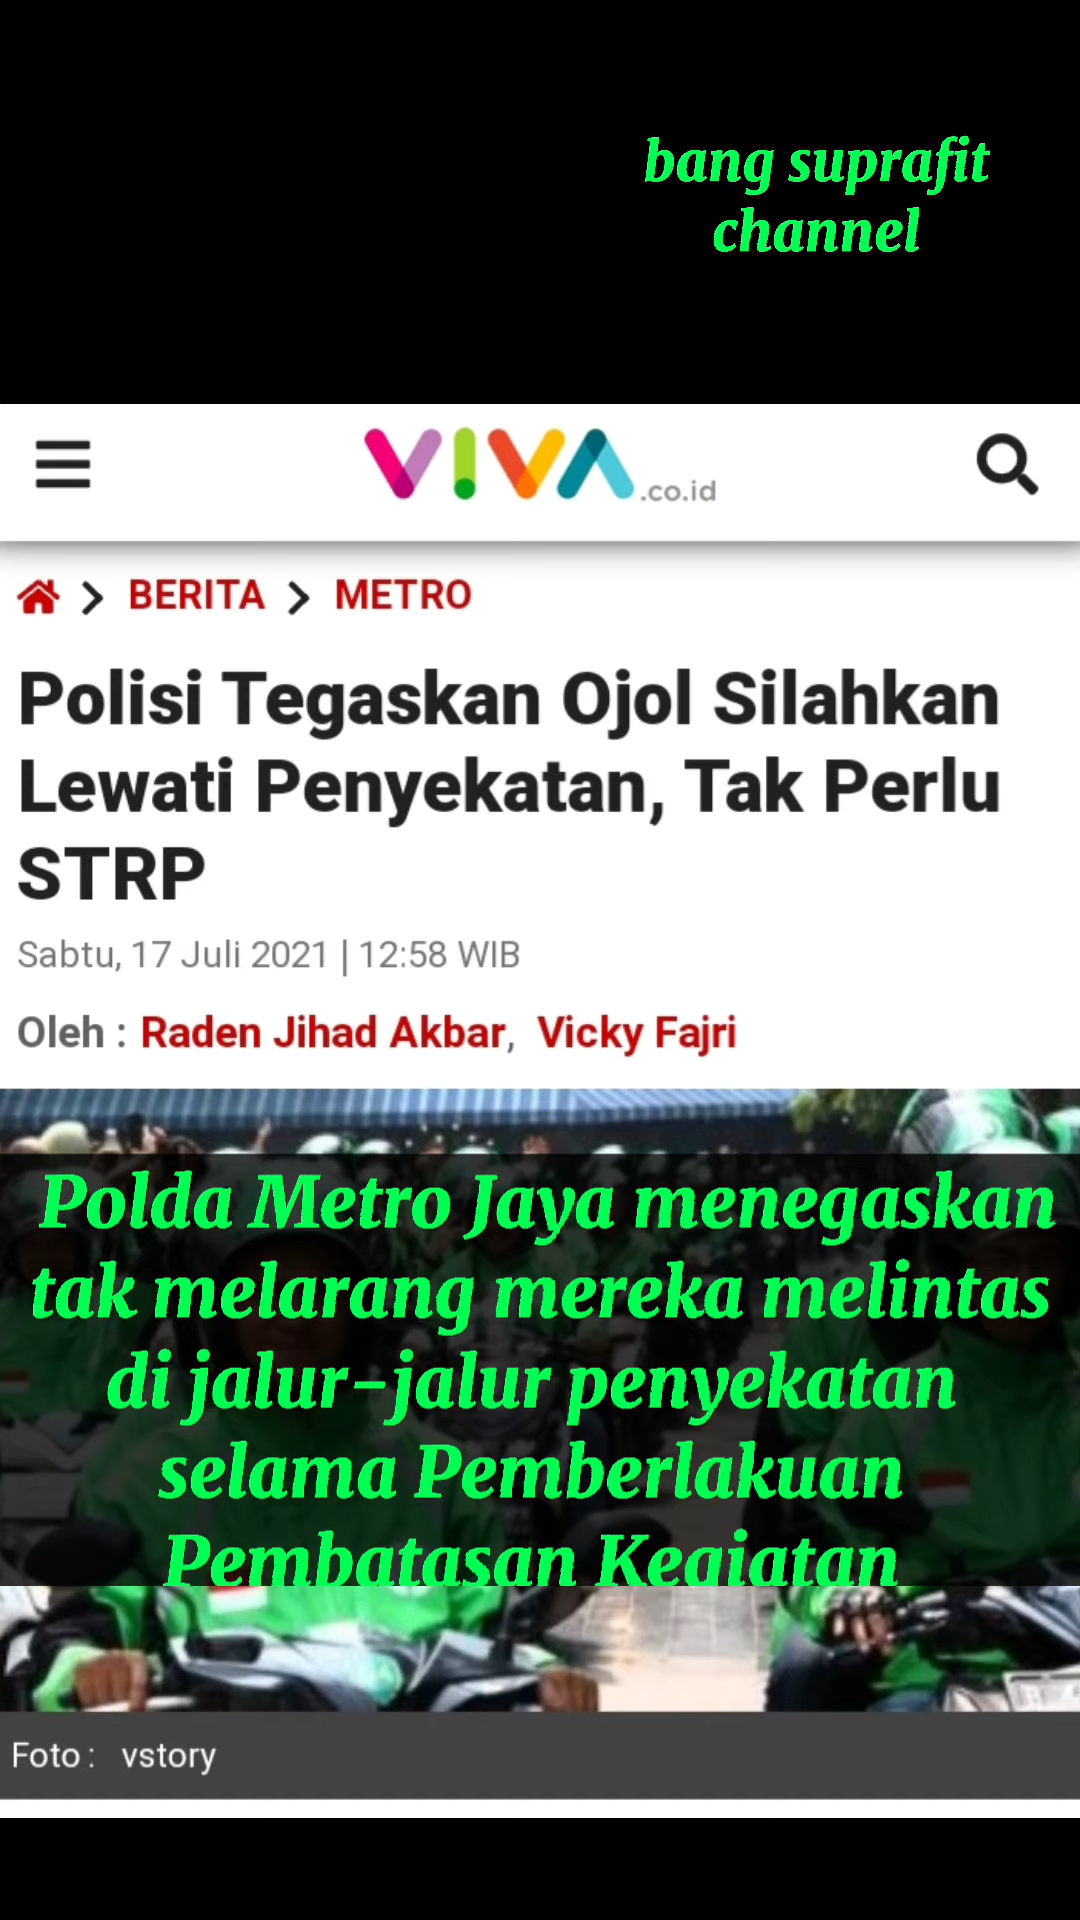 bang suprafit
channel
VIVA.co.id
BERITA METRO
Polisi Tegaskan Ojol Silahkan
Lewati Penyekatan, Tak Perlu
STRP
Sabtu, 17 Juli 2021 | 12:58 WIB
Oleh : Raden Jihad Akbar, Vicky Fajri
Polda Metro Jaya menegaskan
tak melarang mereka melintas
di jalur-jalur penyekatan
selama Pemberlakuan
Pembatasan Kegiatan
Foto : vstory